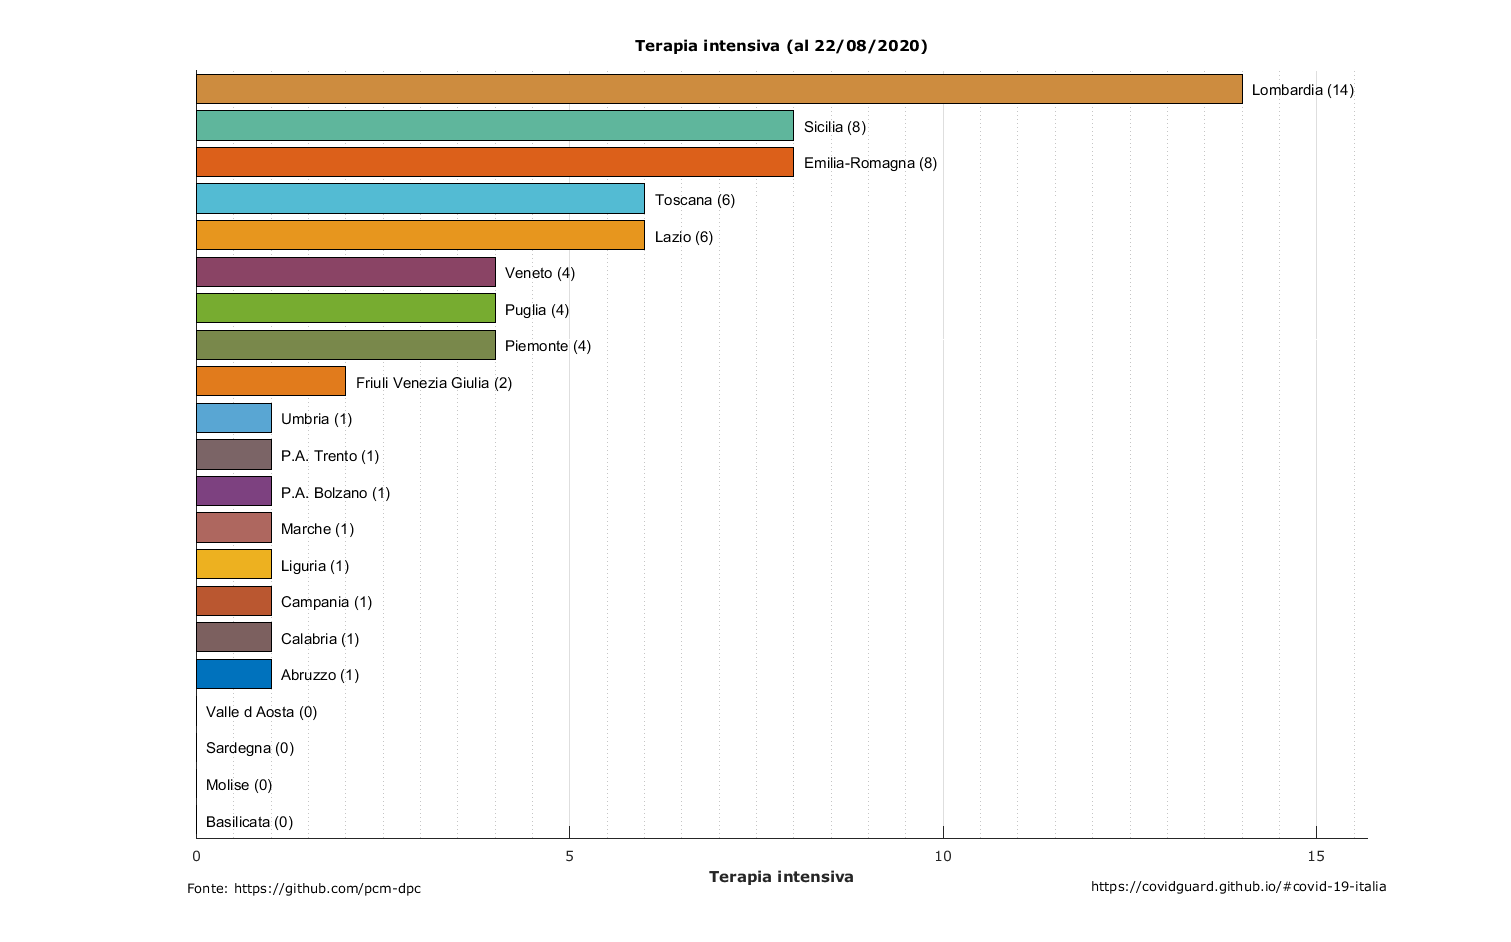 Terapia intensiva (al 22/08/2020)
Lombardia (14)
Sicilia (8)
Emilia-Romagna (8)
Toscana (6)
Lazio (6)
Veneto (4)
Puglia (4)
Piemonte (4)
Friuli Venezia Giulia (2)
Umbria (1)
P.A. Trento (1)
P.A. Bolzano (1)
Marche (1)
Liguria (1)
Campania (1)
Calabria (1)
Abruzzo (1)
Valle d Aosta (0)
Sardegna (0)
Molise (0)
Basilicata (0)
0 5 10 15
Terapia intensiva
Fonte: https://github.com/pcm-dpc
https://covidguard.github.io/#covid-19-italia